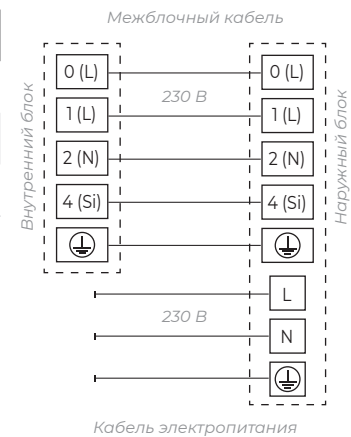 Межблочный кабель
0 (L) 0 (L)
230 В
1 (L) 1 (L)
2 (N) 2 (N)
4 (Si) 4 (Si)
Внутренний блок
Наружный блок
L
230 В
N
Кабель электропитания